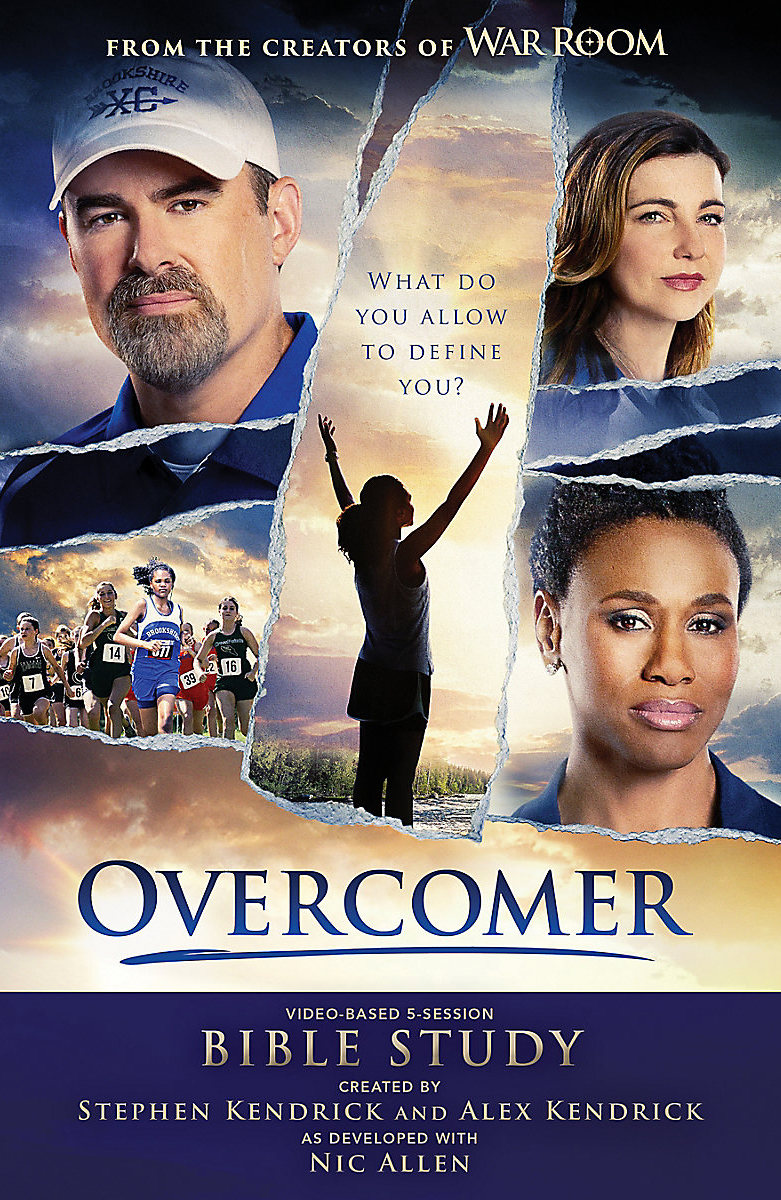 FROM THE CREATORS OF WAR ROOM
BROOKSHIRE
XC
WHAT DO
YOU ALLOW
TO DEFINE
YOU?
BROOKSHIRE
14
7
39
16
OVERCOMER
VIDEO-BASED 5-SESSION
BIBLE STUDY
CREATED BY
STEPHEN KENDRICK AND ALEX KENDRICK
AS DEVELOPED WITH
NIC ALLEN